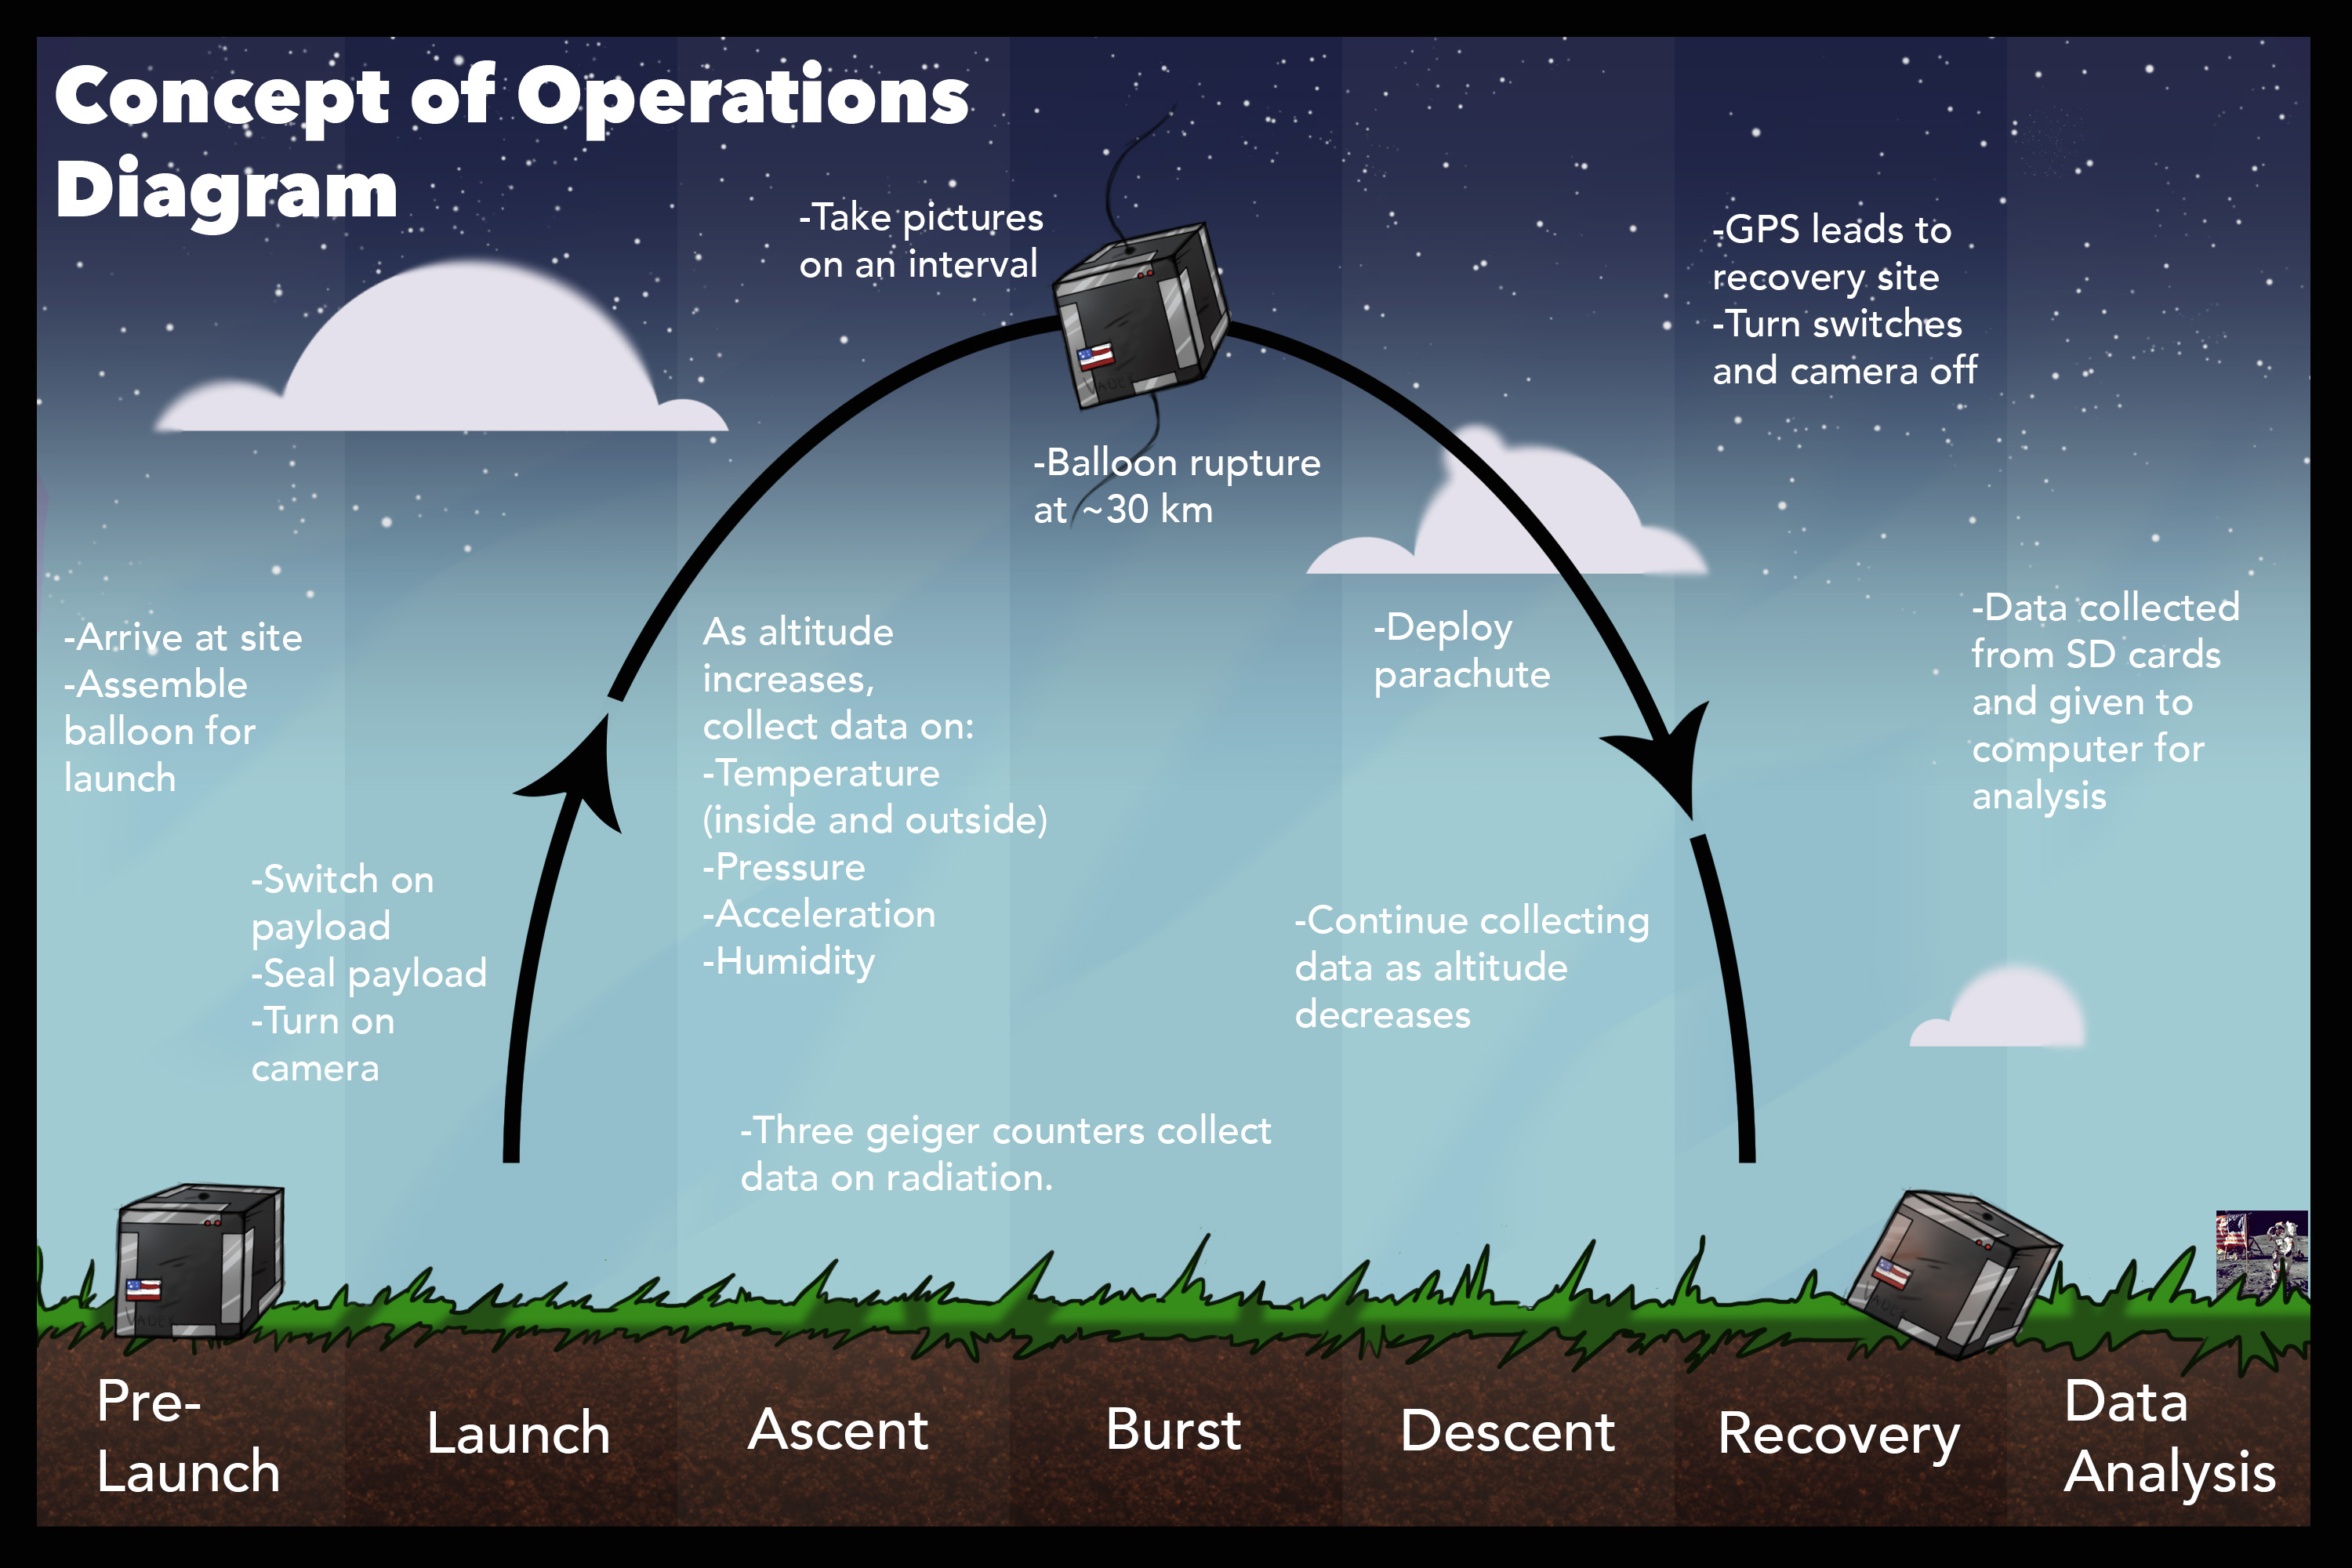 Concept of Operations
Diagram
-Take pictures
on an interval
-GPS leads to
recovery site
-Turn switches
and camera off
-Balloon rupture
at ~30 km
-Arrive at site
-Assemble
balloon for
launch
As altitude
increases,
collect data on:
-Temperature
(inside and outside)
-Pressure
-Acceleration
-Humidity
-Deploy
parachute
-Data collected
from SD cards
and given to
computer for
analysis
-Switch on
payload
-Seal payload
-Turn on
camera
-Continue collecting
data as altitude
decreases
-Three geiger counters collect
data on radiation.
Pre-
Launch
Launch
Ascent
Burst
Descent
Recovery
Data
Analysis